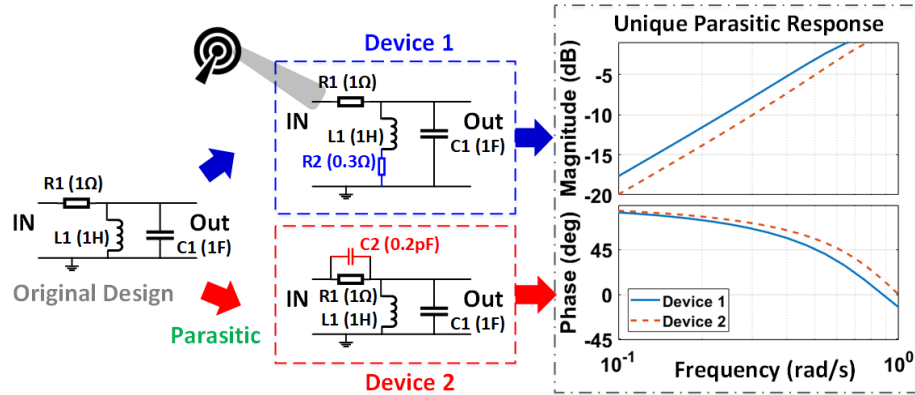 R1 (1Ω)
IN
L1 (1H)
Out
C1 (1F)
Original Design
Parasitic
Device 1
R1 (1Ω)
IN
L1 (1H)
Out
C1 (1F)
R2 (0.3Ω)
C2 (0.2pF)
IN
R1 (1Ω)
L1 (1H)
Out
C1 (1F)
Device 2
Unique Parasitic Response
Magnitude (dB)
-5
-10
-15
-20
Phase (deg)
45
0
-45
Device 1
Device 2
10⁻¹
10⁰
Frequency (rad/s)